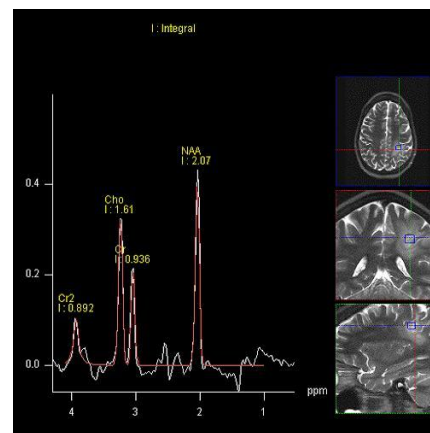 I : Integral
NAA
I : 2.07
Cho
I : 1.61
Cr
I : 0.936
Cr2
I : 0.892
0.4
0.2
0.0
ppm
4 3 2 1